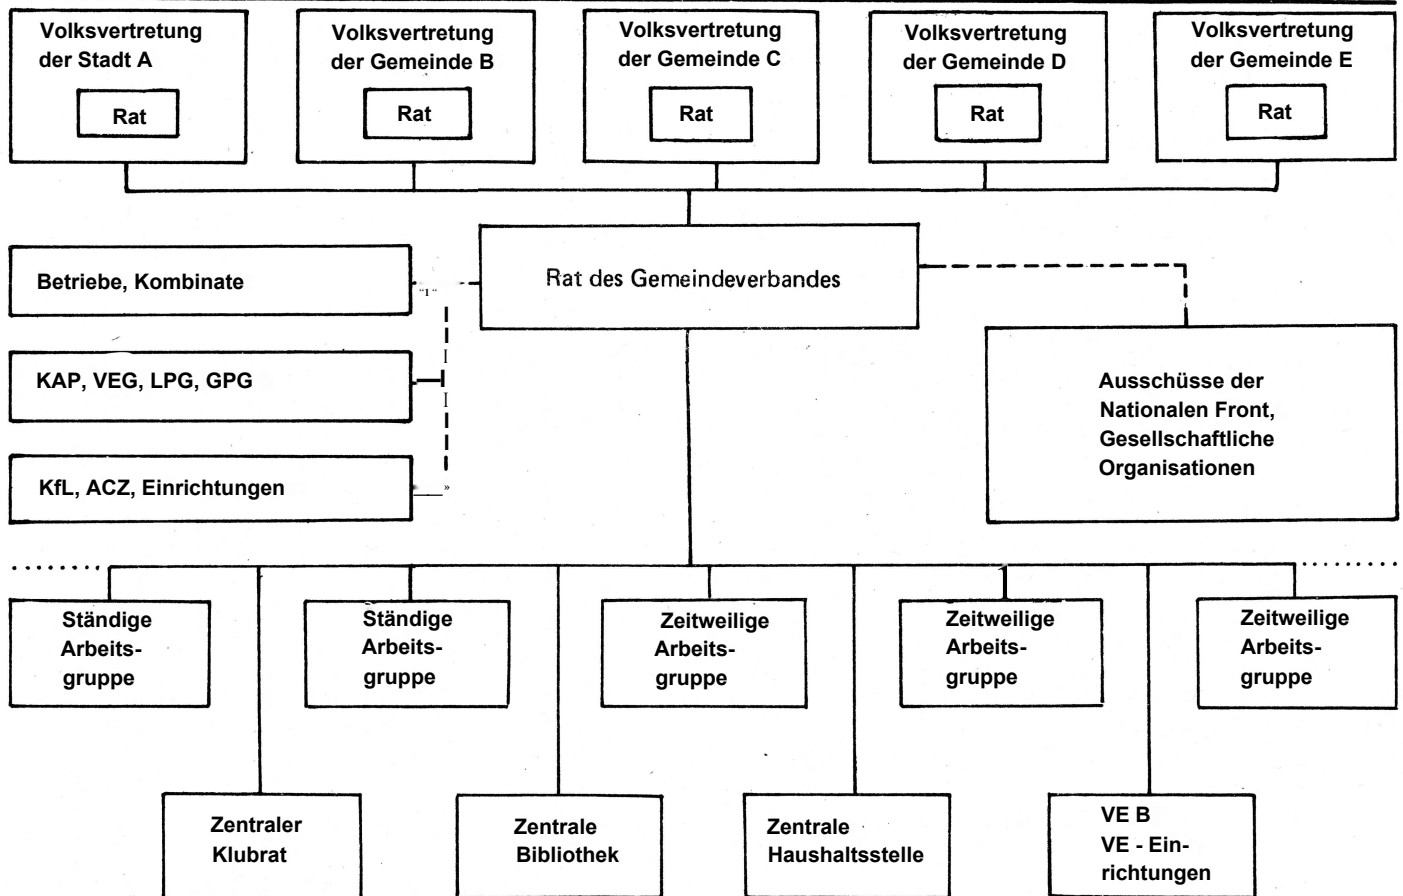 Volksvertretung
der Stadt A
Rat
Volksvertretung
der Gemeinde B
Rat
Volksvertretung
der Gemeinde C
Rat
Volksvertretung
der Gemeinde D
Rat
Volksvertretung
der Gemeinde E
Rat
Rat des Gemeindeverbandes
Betriebe, Kombinate
KAP, VEG, LPG, GPG
KfL, ACZ, Einrichtungen
Ausschüsse der
Nationalen Front,
Gesellschaftliche
Organisationen
Ständige
Arbeits-
gruppe
Ständige
Arbeits-
gruppe
Zeitweilige
Arbeits-
gruppe
Zeitweilige
Arbeits-
gruppe
Zeitweilige
Arbeits-
gruppe
Zentraler
Klubrat
Zentrale
Bibliothek
Zentrale
Haushaltsstelle
VE B
VE - Ein-
richtungen